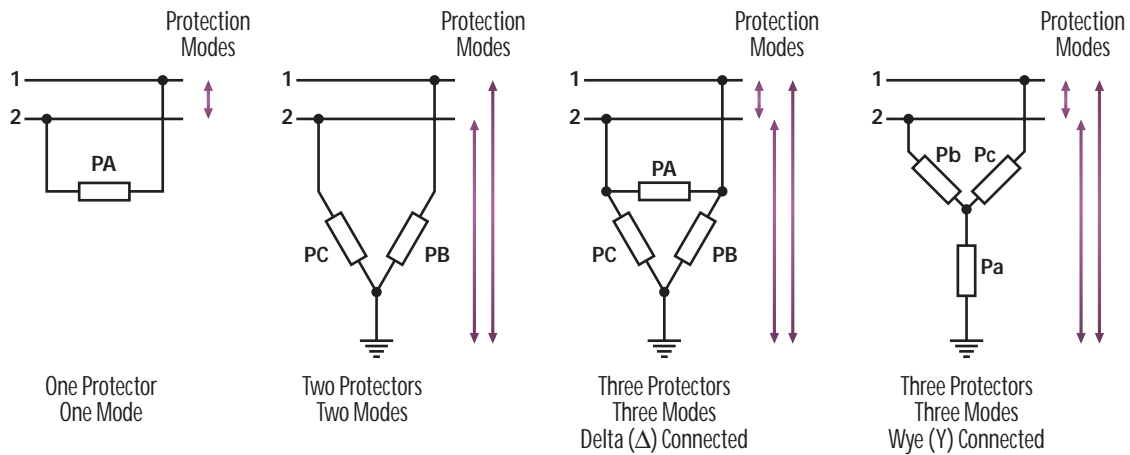 Protection
Modes
1
2
PA
One Protector
One Mode
Protection
Modes
1
2
PC
PB
Two Protectors
Two Modes
Protection
Modes
1
2
PA
PC
PB
Three Protectors
Three Modes
Delta (Δ) Connected
Protection
Modes
1
2
Pb
Pc
Pa
Three Protectors
Three Modes
Wye (Y) Connected